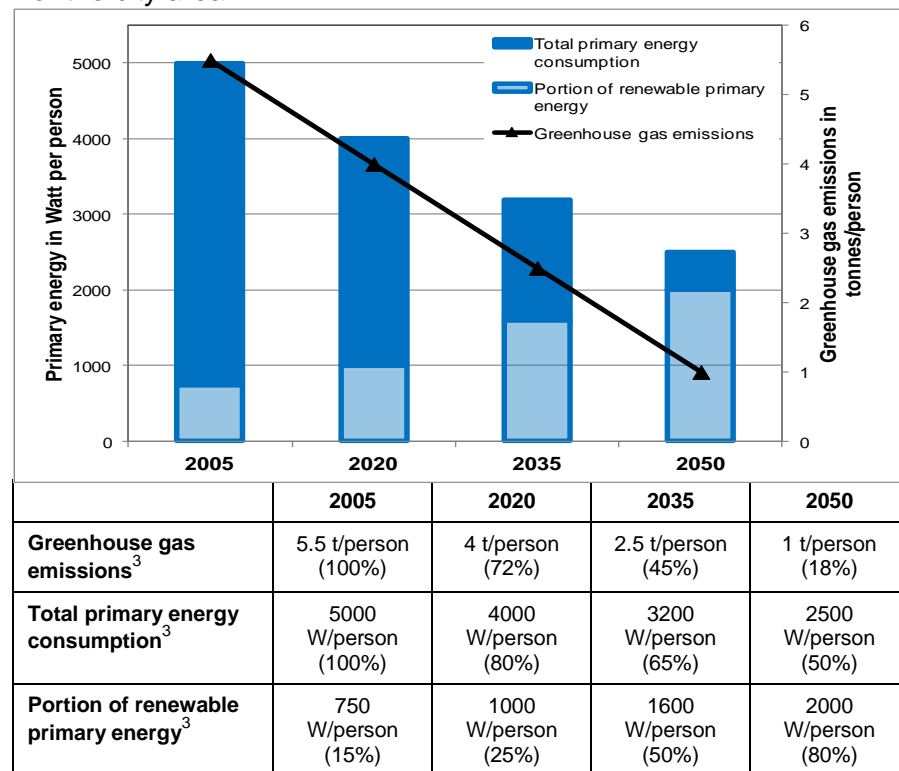 Total primary energy
consumption
Portion of renewable primary
energy
Greenhouse gas emissions
Primary energy in Watt per person
5000
4000
3000
2000
1000
0
Greenhouse gas emissions in
tonnes/person
6
5
4
3
2
1
0
2005 2020 2035 2050
2005 2020 2035 2050
Greenhouse gas 5.5 t/person 4 t/person 2.5 t/person 1 t/person
emissions³ (100%) (72%) (45%) (18%)
Total primary energy 5000 4000 3200 2500
consumption³ W/person W/person W/person W/person
(100%) (80%) (65%) (50%)
Portion of renewable 750 1000 1600 2000
primary energy³ W/person W/person W/person W/person
(15%) (25%) (50%) (80%)